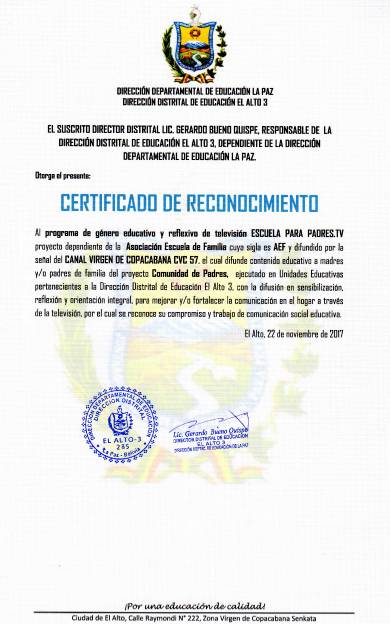 DIRECCIÓN DEPARTAMENTAL DE EDUCACIÓN LA PAZ
DIRECCIÓN DISTRITAL DE EDUCACIÓN EL ALTO 3
EL SUSCRITO DIRECTOR DISTRITAL LIC. GERARDO BUENO QUISPE, RESPONSABLE DE LA
DIRECCIÓN DISTRITAL DE EDUCACIÓN EL ALTO 3, DEPENDIENTE DE LA DIRECCIÓN
DEPARTAMENTAL DE EDUCACIÓN LA PAZ.
Otorga el presente:
CERTIFICADO DE RECONOCIMIENTO
Al programa de género educativo y reflexivo de televisión ESCUELA PARA PADRES.TV
proyecto dependiente de la Asociación Escuela de Familia cuya sigla es AEF y difundido por la
señal del CANAL VIRGEN DE COPACABANA CVC 57. el cual difunde contenido educativo a madres
y/o padres de familia del proyecto Comunidad de Padres, ejecutado en Unidades Educativas
pertenecientes a la Dirección Distrital de Educación El Alto 3, con la difusión en sensibilización,
reflexión y orientación integral, para mejorar y/o fortalecer la comunicación en el hogar a través
de la televisión, por el cual se reconoce su compromiso y trabajo de comunicación social educativa.
El Alto, 22 de noviembre de 2017
DIRECCIÓN DEPARTAMENTAL DE EDUCACIÓN
DIRECCIÓN DISTRITAL
EL ALTO-3
285
La Paz - Bolivia
Lic. Gerardo Bueno Quispe
DIRECTOR DISTRITAL DE EDUCACIÓN
EL ALTO 3
DIRECCIÓN DEPTAL. DE EDUCACIÓN DE LA PAZ
¡Por una educación de calidad!
Ciudad de El Alto, Calle Raymondi N° 222, Zona Virgen de Copacabana Senkata